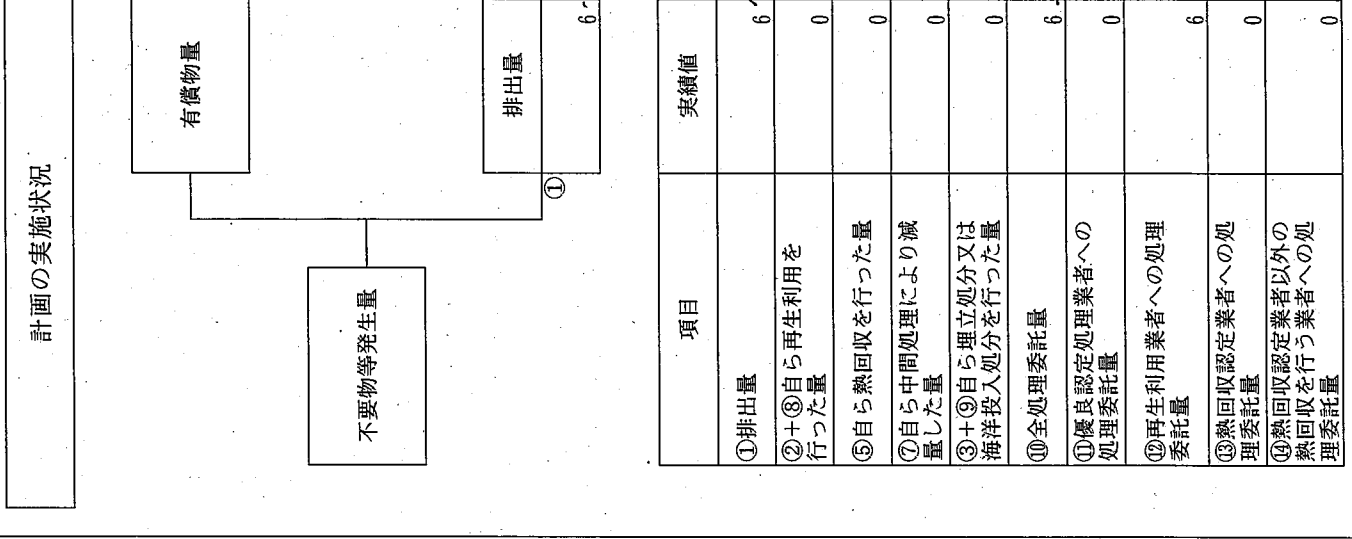 計画の実施状況
有償物量
不要物等発生量
排出量
①
6
項目
実績値
①排出量
6
②+⑧自ら再生利用を
行った量
0
⑤自ら熱回収を行った量
0
⑦自ら中間処理により減
量した量
0
③+⑨自ら埋立処分又は
海洋投入処分を行った量
0
⑩全処理委託量
6
⑪優良認定処理業者への
処理委託量
0
⑫再生利用業者への処理
委託量
6
⑬熱回収認定業者への処
理委託量
0
⑭熱回収認定業者以外の
熱回収を行う業者への処
理委託量
0